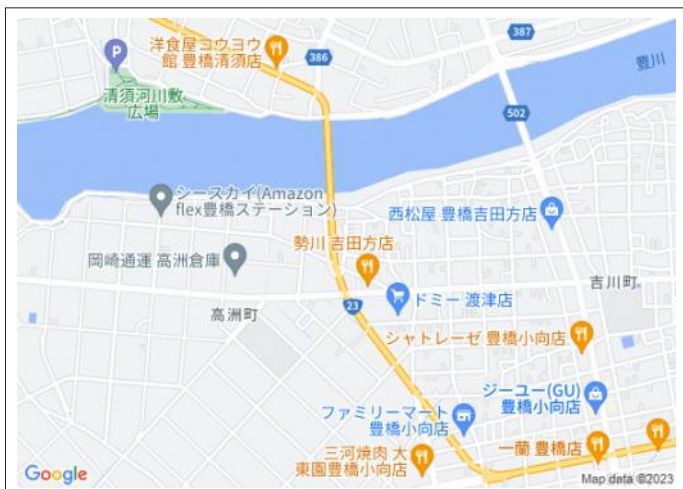 387
洋食屋コウヨウ
館 豊橋清須店
386
豊川
P
清須河川敷
広場
502
シースカイ(Amazon
flex豊橋ステーション)
西松屋 豊橋吉田方店
勢川 吉田方店
岡崎通運 高洲倉庫
吉川町
ドミー 渡津店
23
高洲町
シャトレーゼ 豊橋小向店
ジーユー(GU)
豊橋小向店
ファミリーマート
豊橋小向店
一蘭 豊橋店
三河焼肉 大
東園豊橋小向店
Google
Map data ©2023